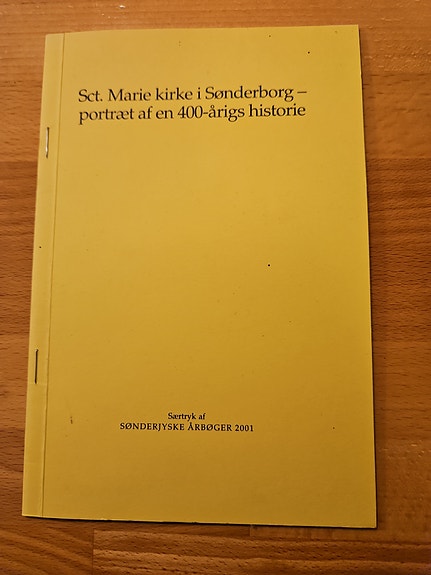 Sct. Marie kirke i Sønderborg –
portræt af en 400-årigs historie
Særtryk af
SØNDERJYSKE ÅRBØGER 2001